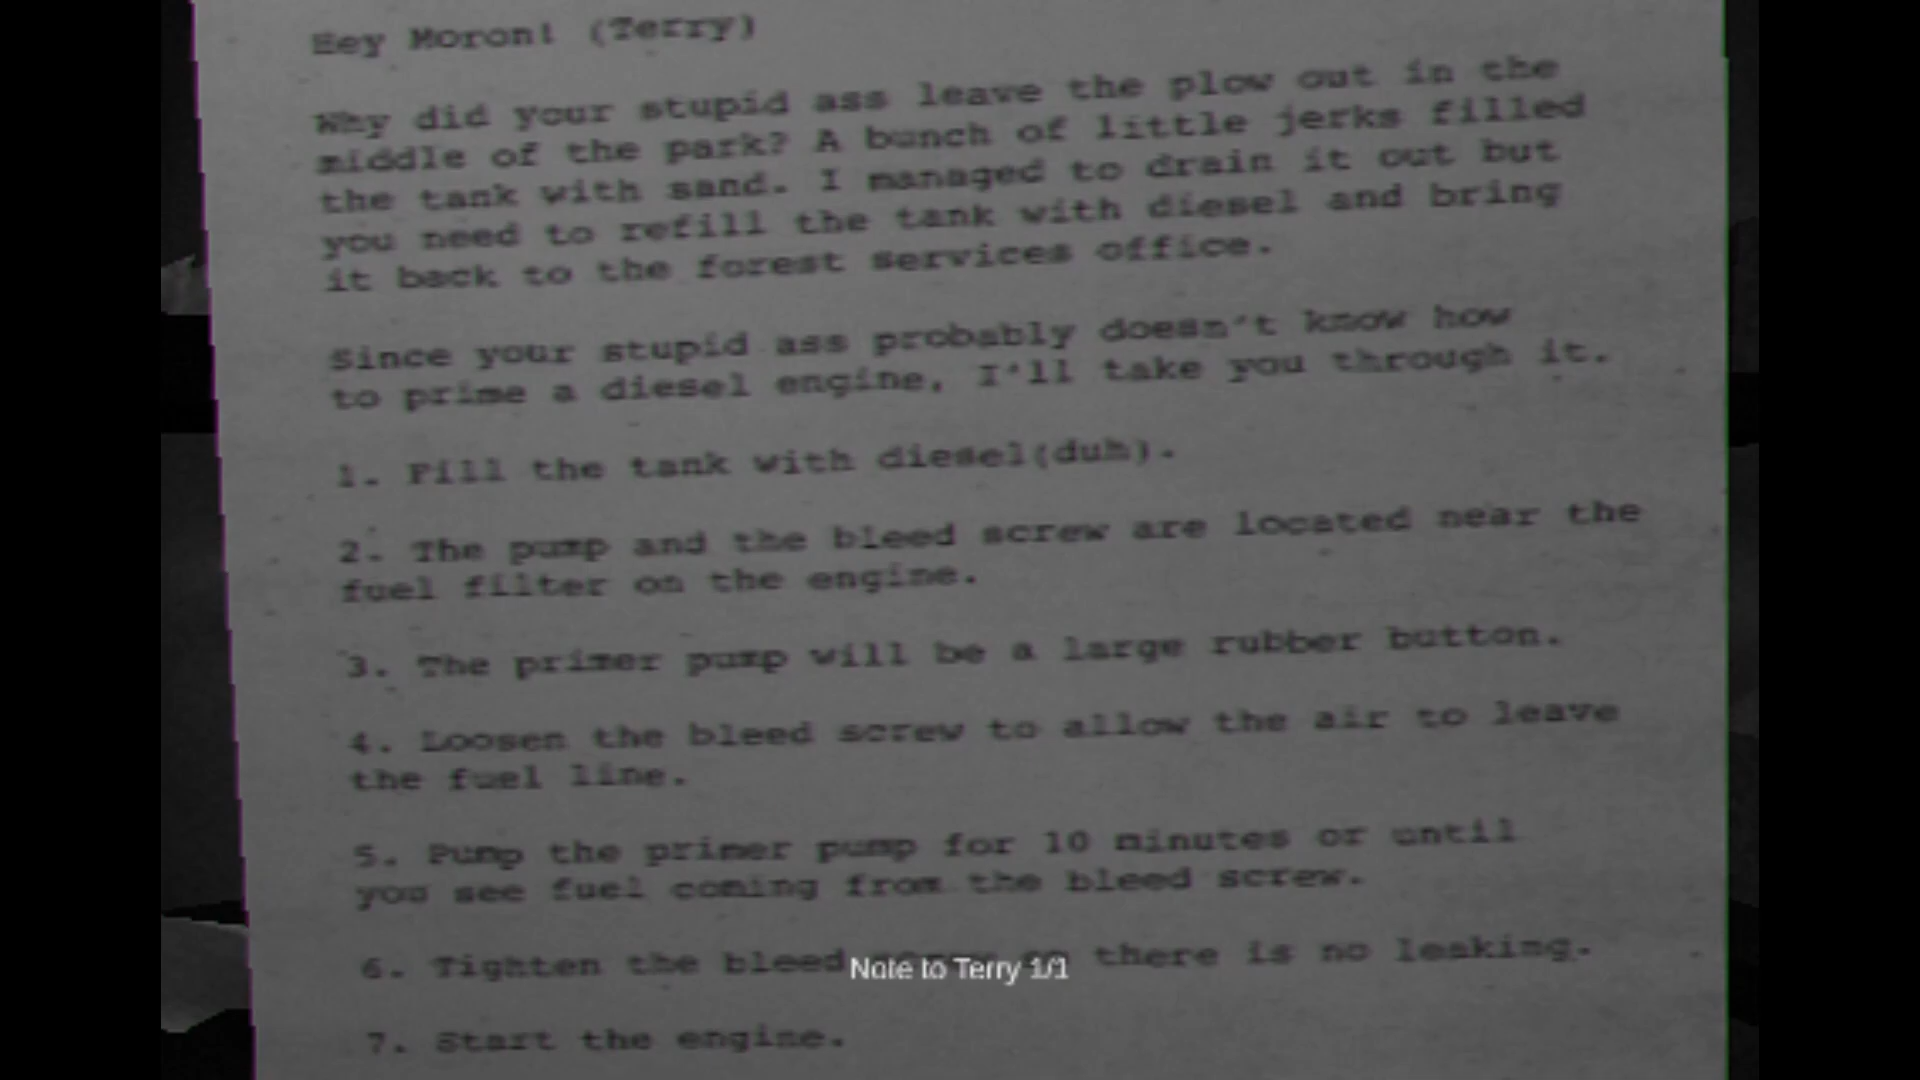 Hey Moron! (Terry)
Why did your stupid ass leave the plow out in the
middle of the park? A bunch of little jerks filled
the tank with sand. I managed to drain it out but
you need to refill the tank with diesel and bring
it back to the forest services office.
Since your stupid ass probably doesn't know how
to prime a diesel engine, I'll take you through it.
1. Fill the tank with diesel(duh).
2. The pump and the bleed screw are located near the
fuel filter on the engine.
3. The primer pump will be a large rubber button.
4. Loosen the bleed screw to allow the air to leave
the fuel line.
5. Pump the primer pump for 10 minutes or until
you see fuel coming from the bleed screw.
6. Tighten the bleed there is no leaking.
Note to Terry 1/1
7. Start the engine.